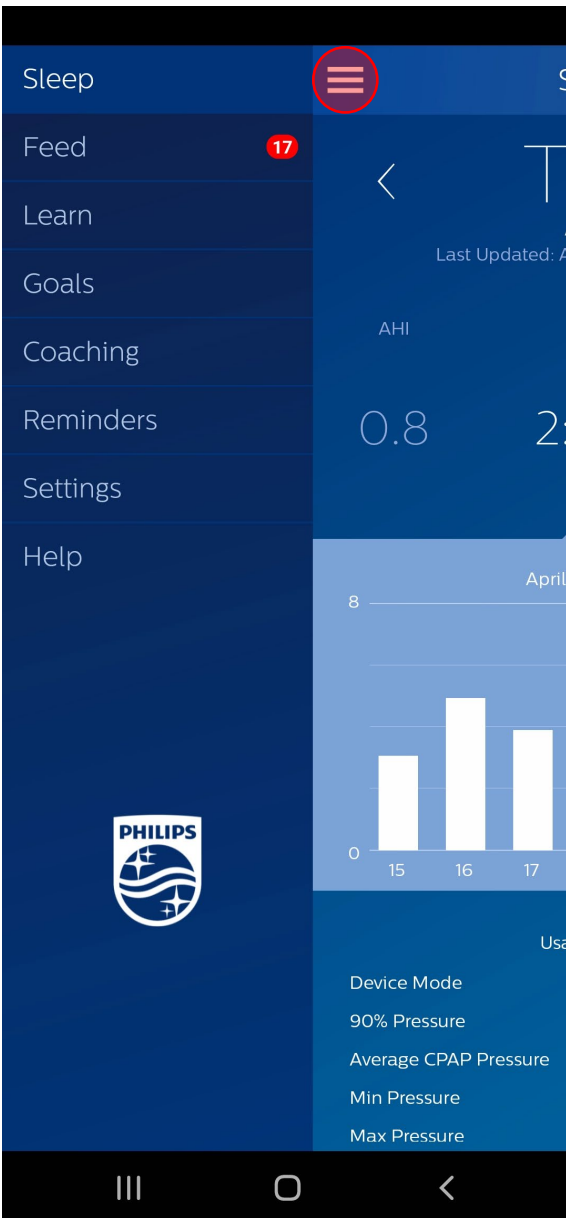 Sleep
Feed 17
Learn
Goals
Coaching
Reminders
Settings
Help
PHILIPS
Last Updated:
AHI
0.8
April
8
0
15 16 17
Device Mode
90% Pressure
Average CPAP Pressure
Min Pressure
Max Pressure